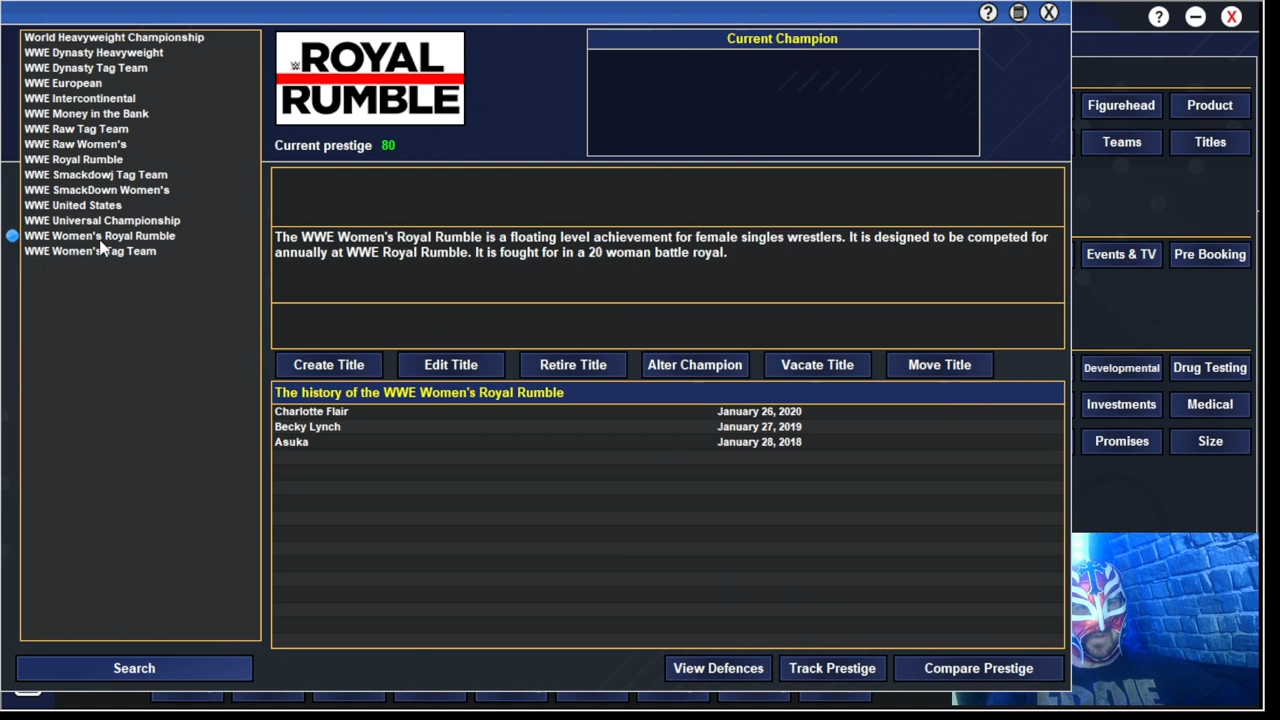 World Heavyweight Championship
WWE Dynasty Heavyweight
WWE Dynasty Tag Team
WWE European
WWE Intercontinental
WWE Money in the Bank
WWE Raw Tag Team
WWE Raw Women's
WWE Royal Rumble
WWE Smackdowj Tag Team
WWE SmackDown Women's
WWE United States
WWE Universal Championship
WWE Women's Royal Rumble
WWE Women's Tag Team
Search
ROYAL
RUMBLE
Current prestige 80
Current Champion
The WWE Women's Royal Rumble is a floating level achievement for female singles wrestlers. It is designed to be competed for
annually at WWE Royal Rumble. It is fought for in a 20 woman battle royal.
Create Title Edit Title Retire Title Alter Champion Vacate Title Move Title
The history of the WWE Women's Royal Rumble
Charlotte Flair January 26, 2020
Becky Lynch January 27, 2019
Asuka January 28, 2018
View Defences Track Prestige Compare Prestige
? X
? X
Figurehead Product
Teams Titles
Events & TV Pre Booking
Developmental Drug Testing
Investments Medical
Promises Size
EDDIE